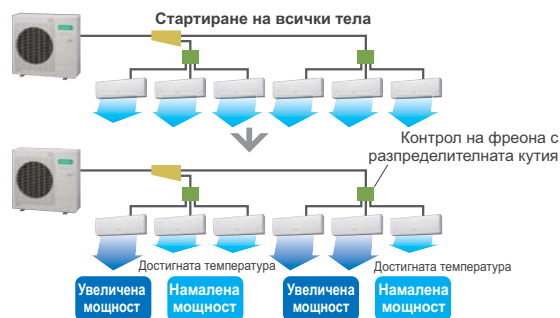 Стартиране на всички тела
Контрол на фреона с
разпределителната кутия
Достигната температура
Достигната температура
Увеличена
мощност
Намалена
мощност
Увеличена
мощност
Намалена
мощност